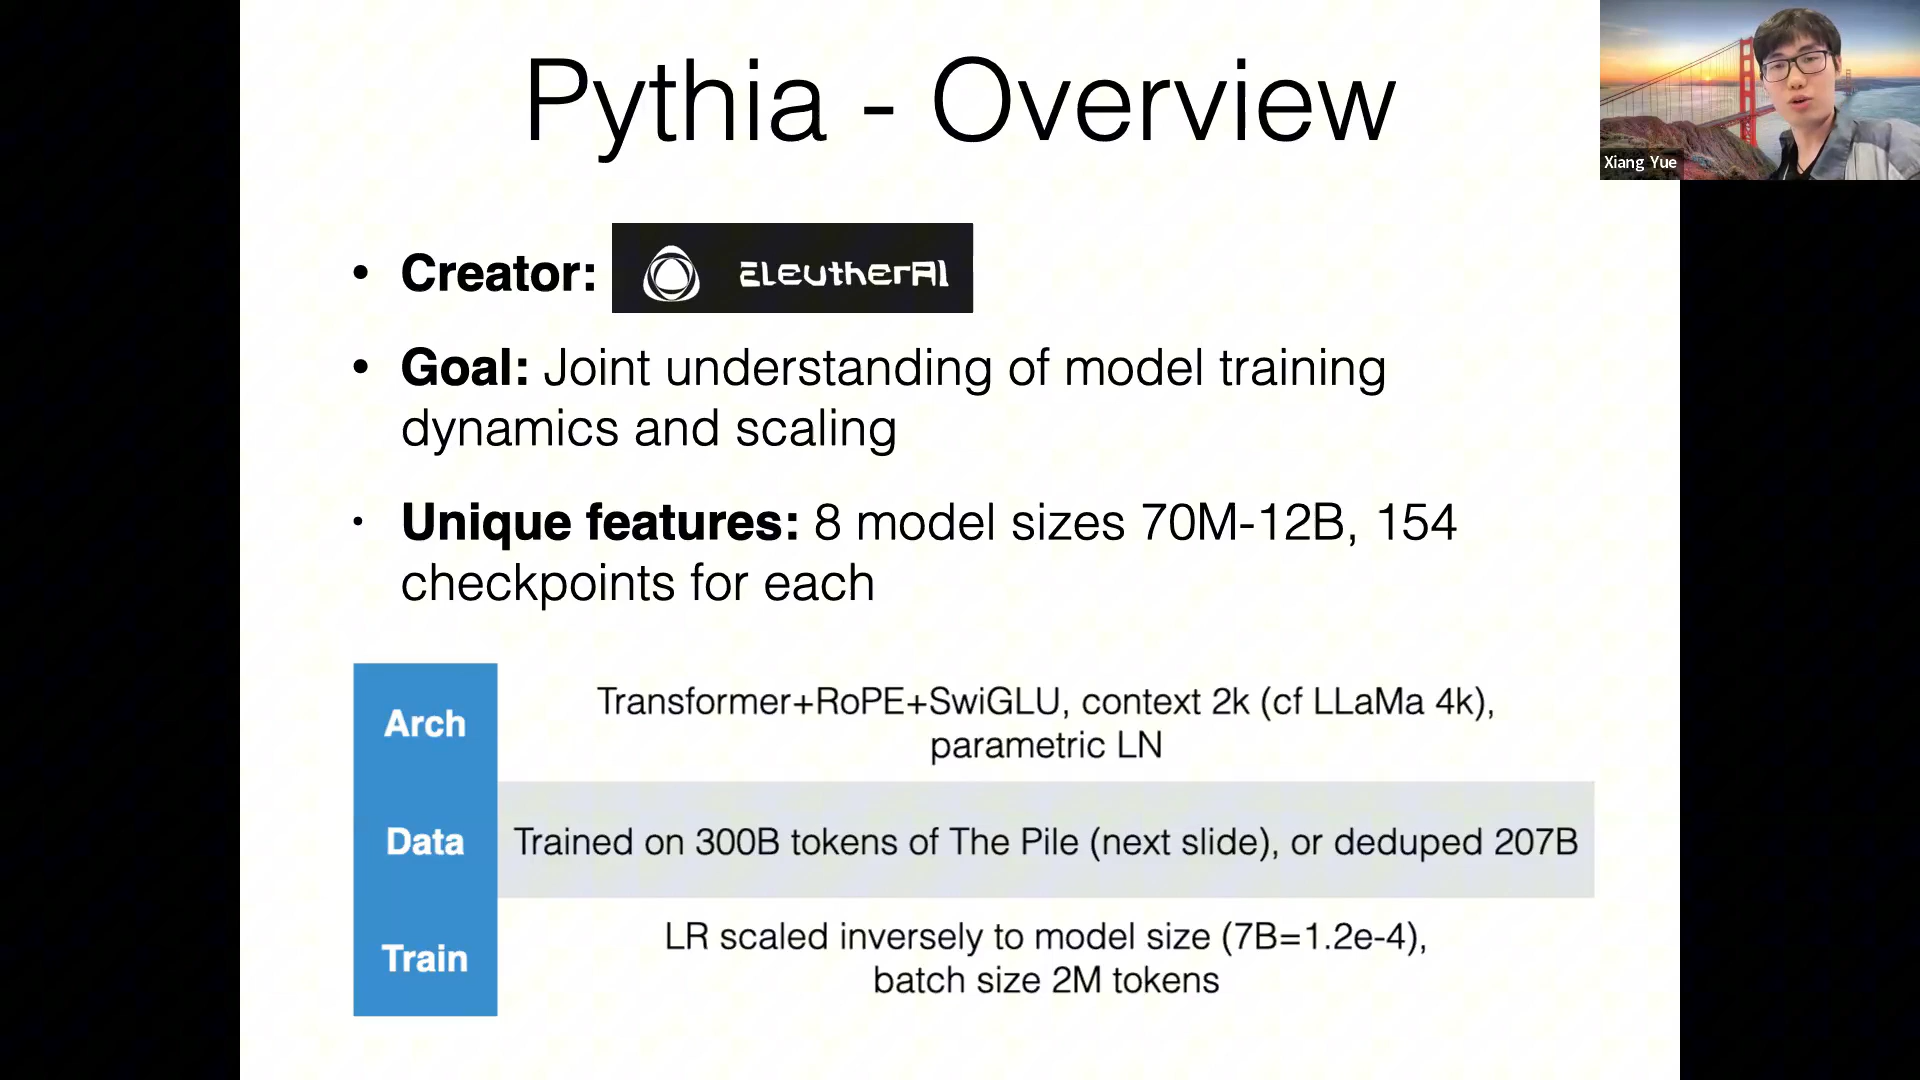 Pythia - Overview
Xiang Yue
• Creator: EleutherAI
• Goal: Joint understanding of model training
dynamics and scaling
• Unique features: 8 model sizes 70M-12B, 154
checkpoints for each
Arch
Transformer+RoPE+SwiGLU, context 2k (cf LLaMa 4k),
parametric LN
Data
Trained on 300B tokens of The Pile (next slide), or deduped 207B
Train
LR scaled inversely to model size (7B=1.2e-4),
batch size 2M tokens